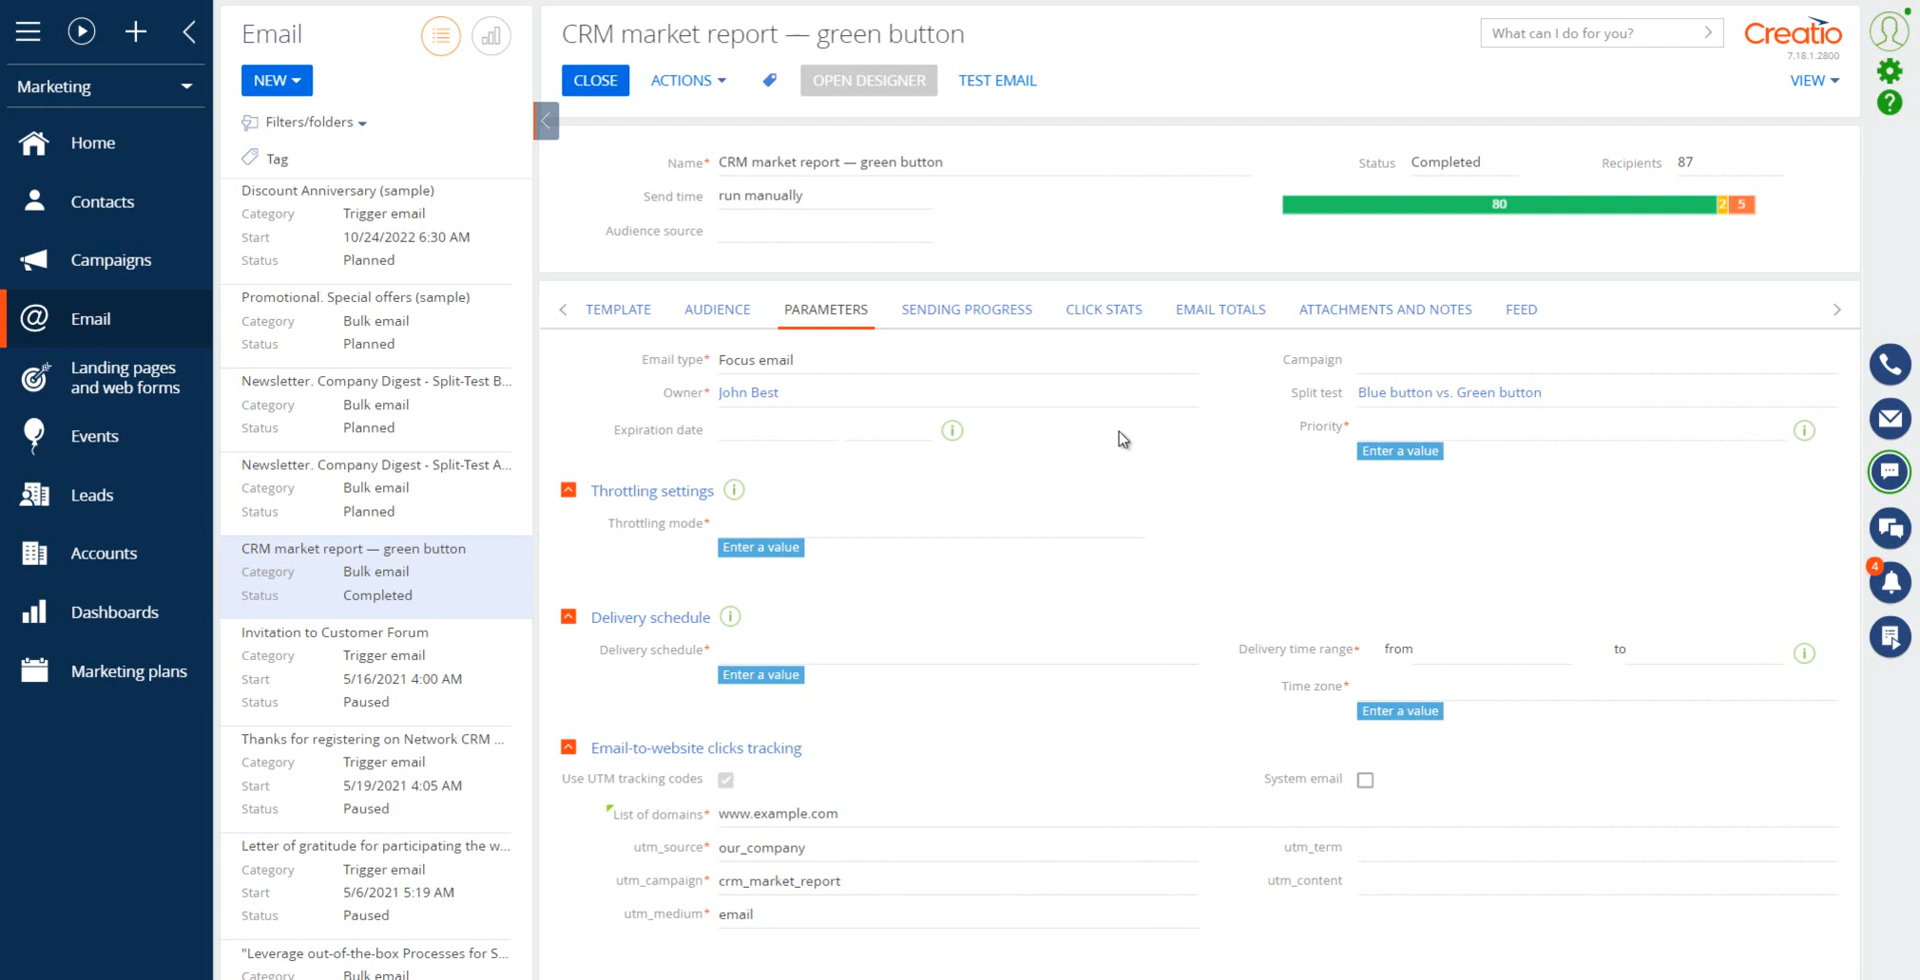 Marketing
Home
Contacts
Campaigns
Email
Landing pages
and web forms
Events
Leads
Accounts
Dashboards
Marketing plans
Email
NEW
Filters/folders
Tag
Discount Anniversary (sample)
Category Trigger email
Start 10/24/2022 6:30 AM
Status Planned
Promotional. Special offers (sample)
Category Bulk email
Status Planned
Newsletter. Company Digest - Split-Test B...
Category Bulk email
Status Planned
Newsletter. Company Digest - Split-Test A...
Category Bulk email
Status Planned
CRM market report — green button
Category Bulk email
Status Completed
Invitation to Customer Forum
Category Trigger email
Start 5/16/2021 4:00 AM
Status Paused
Thanks for registering on Network CRM ...
Category Trigger email
Start 5/19/2021 4:05 AM
Status Paused
Letter of gratitude for participating the w...
Category Trigger email
Start 5/6/2021 5:19 AM
Status Paused
"Leverage out-of-the-box Processes for S...
Category Bulk email
CRM market report — green button
What can I do for you?
Creatio
7.18.1.2800
CLOSE ACTIONS OPEN DESIGNER TEST EMAIL VIEW
Name* CRM market report — green button Status Completed Recipients 87
Send time run manually
80 2 5
Audience source
TEMPLATE AUDIENCE PARAMETERS SENDING PROGRESS CLICK STATS EMAIL TOTALS ATTACHMENTS AND NOTES FEED
Email type* Focus email Campaign
Owner* John Best Split test Blue button vs. Green button
Expiration date Priority*
Enter a value
Throttling settings
Throttling mode*
Enter a value
Delivery schedule
Delivery schedule* Delivery time range* from to
Enter a value
Time zone*
Enter a value
Email-to-website clicks tracking
Use UTM tracking codes System email
List of domains* www.example.com
utm_source* our_company utm_term
utm_campaign* crm_market_report utm_content
utm_medium* email
4